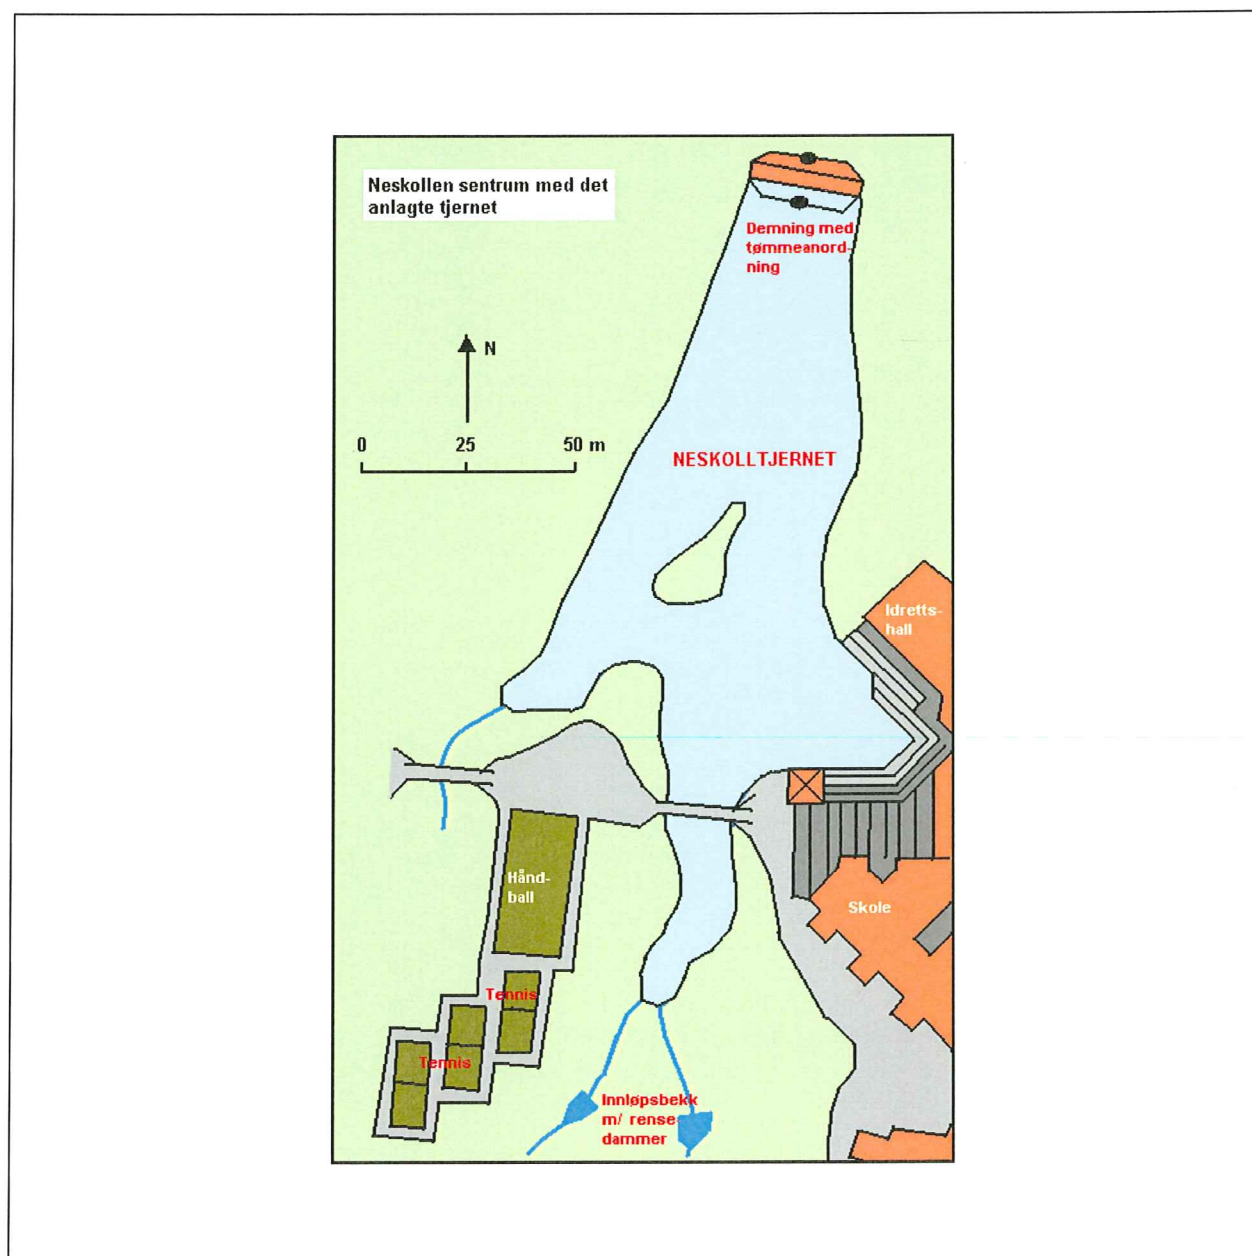 Neskollen sentrum med det
anlagte tjernet
Demning med
tømmeanord-
ning
N
0 25 50 m
NESKOLLTJERNET
Idretts-
hall
Hånd-
ball
Skole
Tennis
Tennis
Innløpsbekk
m/ rense
dammer